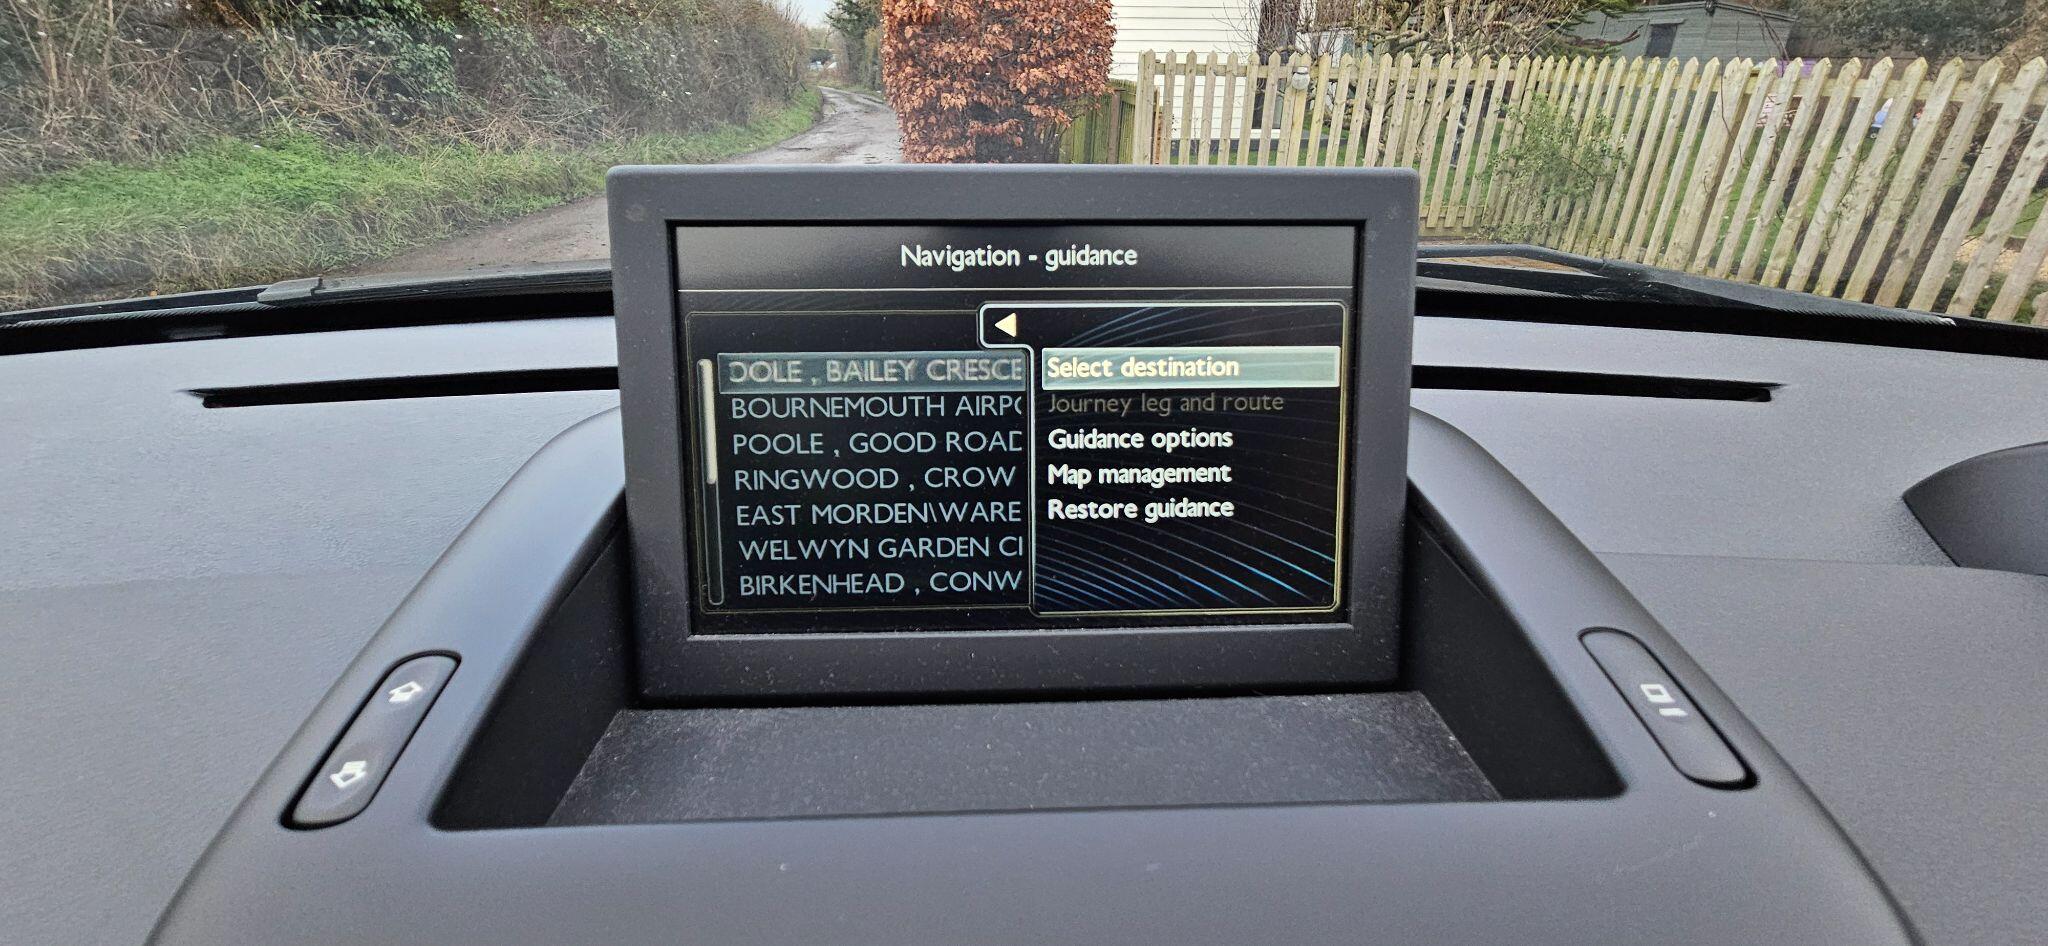 Navigation - guidance
OOLE , BAILEY CRESCE
BOURNEMOUTH AIRPO
POOLE , GOOD ROAD
RINGWOOD , CROW
EAST MORDEN\WARE
WELWYN GARDEN CI
BIRKENHEAD , CONW
Select destination
Journey leg and route
Guidance options
Map management
Restore guidance